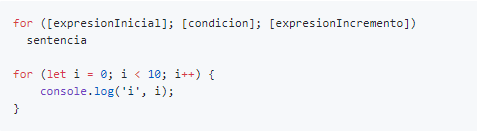 for ([expresionInicial]; [condicion]; [expresionIncremento])
  sentencia

for (let i = 0; i < 10; i++) {
    console.log('i', i);
}